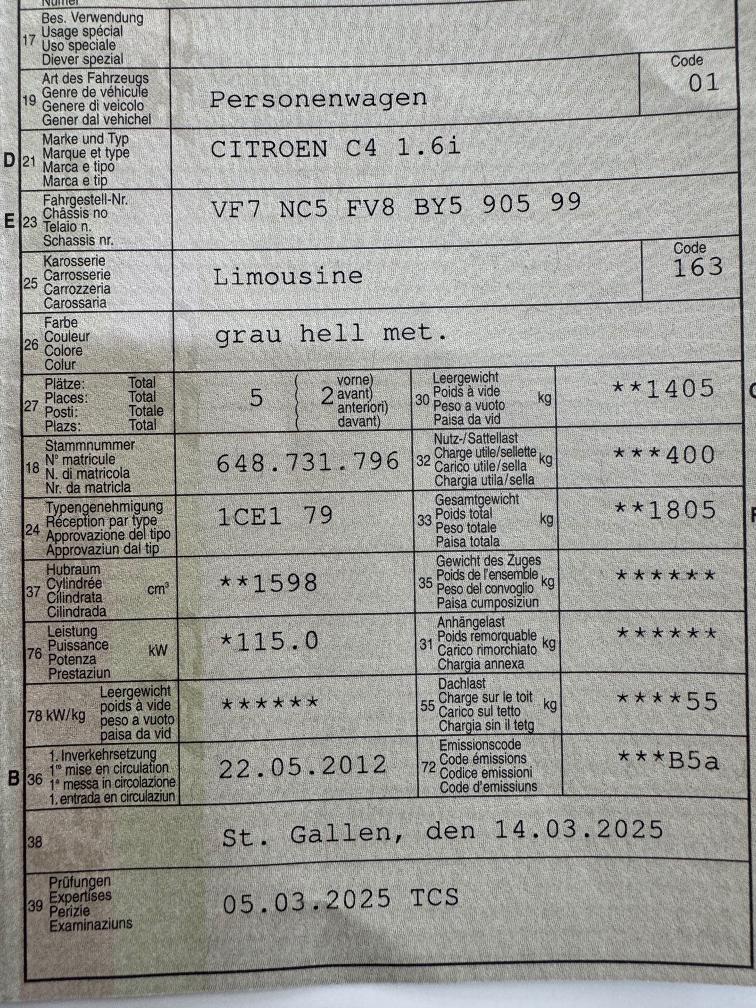 Numer
17 Bes. Verwendung
Usage spécial
Uso speciale
Diever spezial
19 Art des Fahrzeugs
Genre de véhicule
Genere di veicolo
Gener dal vehichel
Personenwagen
Code
01
D 21 Marke und Typ
Marque et type
Marca e tipo
Marca e tip
CITROEN C4 1.6i
E 23 Fahrgestell-Nr.
Châssis no
Telaio n.
Schassis nr.
VF7 NC5 FV8 BY5 905 99
25 Karosserie
Carrosserie
Carrozzeria
Carossaria
Limousine
Code
163
26 Farbe
Couleur
Colore
Colur
grau hell met.
27 Plätze: Total
Places: Total
Posti: Totale
Plazs: Total
5 ( 2 vorne)
avant)
anteriori)
davant)
30 Leergewicht
Poids à vide
Peso a vuoto
Paisa da vid
kg
**1405
18 Stammnummer
N° matricule
N. di matricola
Nr. da matricla
648.731.796
32 Nutz-/Sattellast
Charge utile/sellette
Carico utile/sella
Chargia utila/sella
kg
***400
24 Typengenehmigung
Réception par type
Approvazione del tipo
Approvaziun dal tip
1CE1 79
33 Gesamtgewicht
Poids total
Peso totale
Paisa totala
kg
**1805
37 Hubraum
Cylindrée
Cilindrata
Cilindrada
cm³
**1598
35 Gewicht des Zuges
Poids de l'ensemble
Peso del convoglio
Paisa cumposiziun
kg
******
76 Leistung
Puissance
Potenza
Prestaziun
kW
*115.0
31 Anhängelast
Poids remorquable
Carico rimorchiato
Chargia annexa
kg
******
78 kW/kg Leergewicht
poids à vide
peso a vuoto
paisa da vid
******
55 Dachlast
Charge sur le toit
Carico sul tetto
Chargia sin il tetg
kg
****55
B 36 1. Inverkehrsetzung
1re mise en circulation
1a messa in circolazione
1. entrada en circulaziun
22.05.2012
72 Emissionscode
Code émissions
Codice emissioni
Code d'emissiuns
***B5a
38
St. Gallen, den 14.03.2025
39 Prüfungen
Expertises
Perizie
Examinaziuns
05.03.2025 TCS